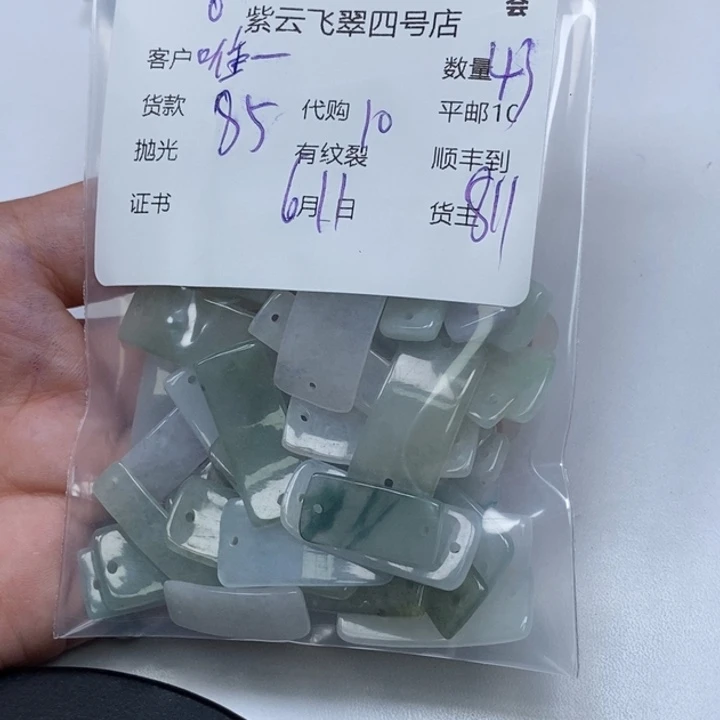 紫云飞翠四号店
客户 唯一 数量 43
货款 85 代购 10 平邮10
抛光 有纹裂 顺丰到
证书 6月11日 货主 811